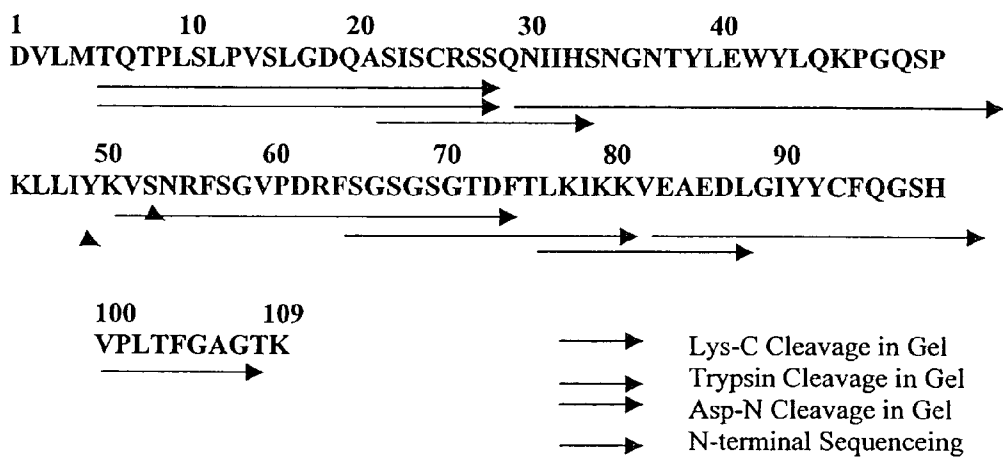 1 10 20 30 40
DVLMTQTPLSLPVSLGDQASISCRSSQNIIHSNGNTYLEWYLQKPGQSP
50 60 70 80 90
KLLIYKVSNRFSGVPDRFSGSGSGTDFTLKIKKVEAEDLGIYYCFQGSH
100 109
VPLTFGAGTK
Lys-C Cleavage in Gel
Trypsin Cleavage in Gel
Asp-N Cleavage in Gel
N-terminal Sequenceing